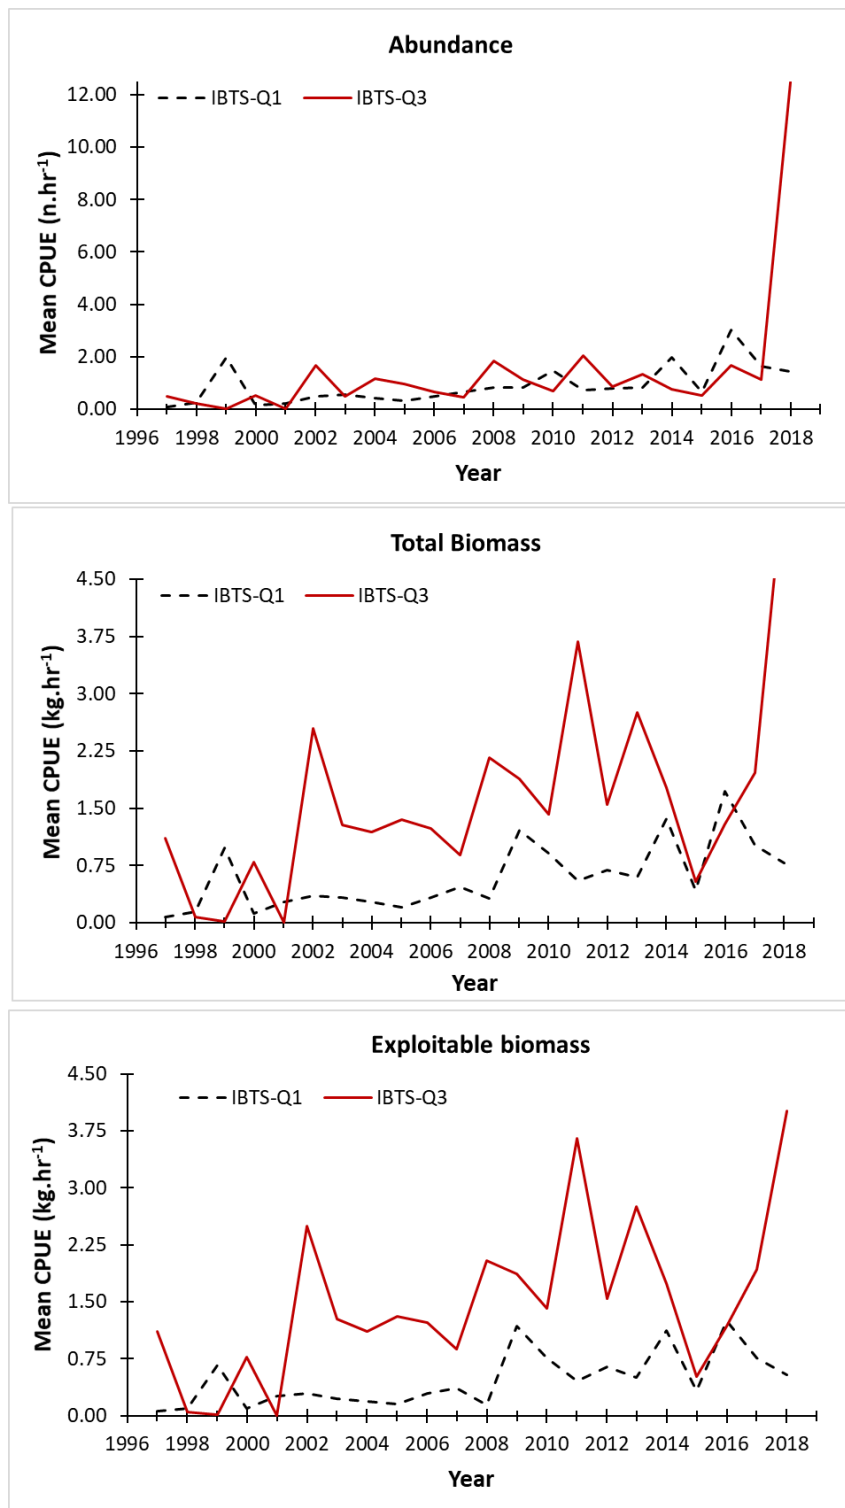 Abundance
IBTS-Q1 IBTS-Q3
12.00
10.00
8.00
6.00
4.00
2.00
0.00
Mean CPUE (n.hr-1)
1996 1998 2000 2002 2004 2006 2008 2010 2012 2014 2016 2018
Year
Total Biomass
IBTS-Q1 IBTS-Q3
4.50
3.75
3.00
2.25
1.50
0.75
0.00
Mean CPUE (kg.hr-1)
1996 1998 2000 2002 2004 2006 2008 2010 2012 2014 2016 2018
Year
Exploitable biomass
IBTS-Q1 IBTS-Q3
4.50
3.75
3.00
2.25
1.50
0.75
0.00
Mean CPUE (kg.hr-1)
1996 1998 2000 2002 2004 2006 2008 2010 2012 2014 2016 2018
Year